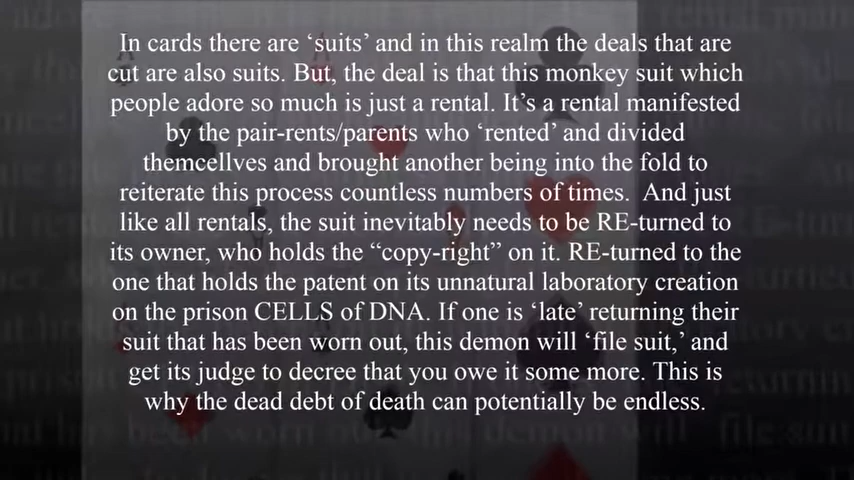 In cards there are ‘suits’ and in this realm the deals that are
cut are also suits. But, the deal is that this monkey suit which
people adore so much is just a rental. It’s a rental manifested
by the pair-rents/parents who ‘rented’ and divided
themcellves and brought another being into the fold to
reiterate this process countless numbers of times.  And just
like all rentals, the suit inevitably needs to be RE-turned to
its owner, who holds the “copy-right” on it. RE-turned to the
one that holds the patent on its unnatural laboratory creation
on the prison CELLS of DNA. If one is ‘late’ returning their
suit that has been worn out, this demon will ‘file suit,’ and
get its judge to decree that you owe it some more. This is
why the dead debt of death can potentially be endless.